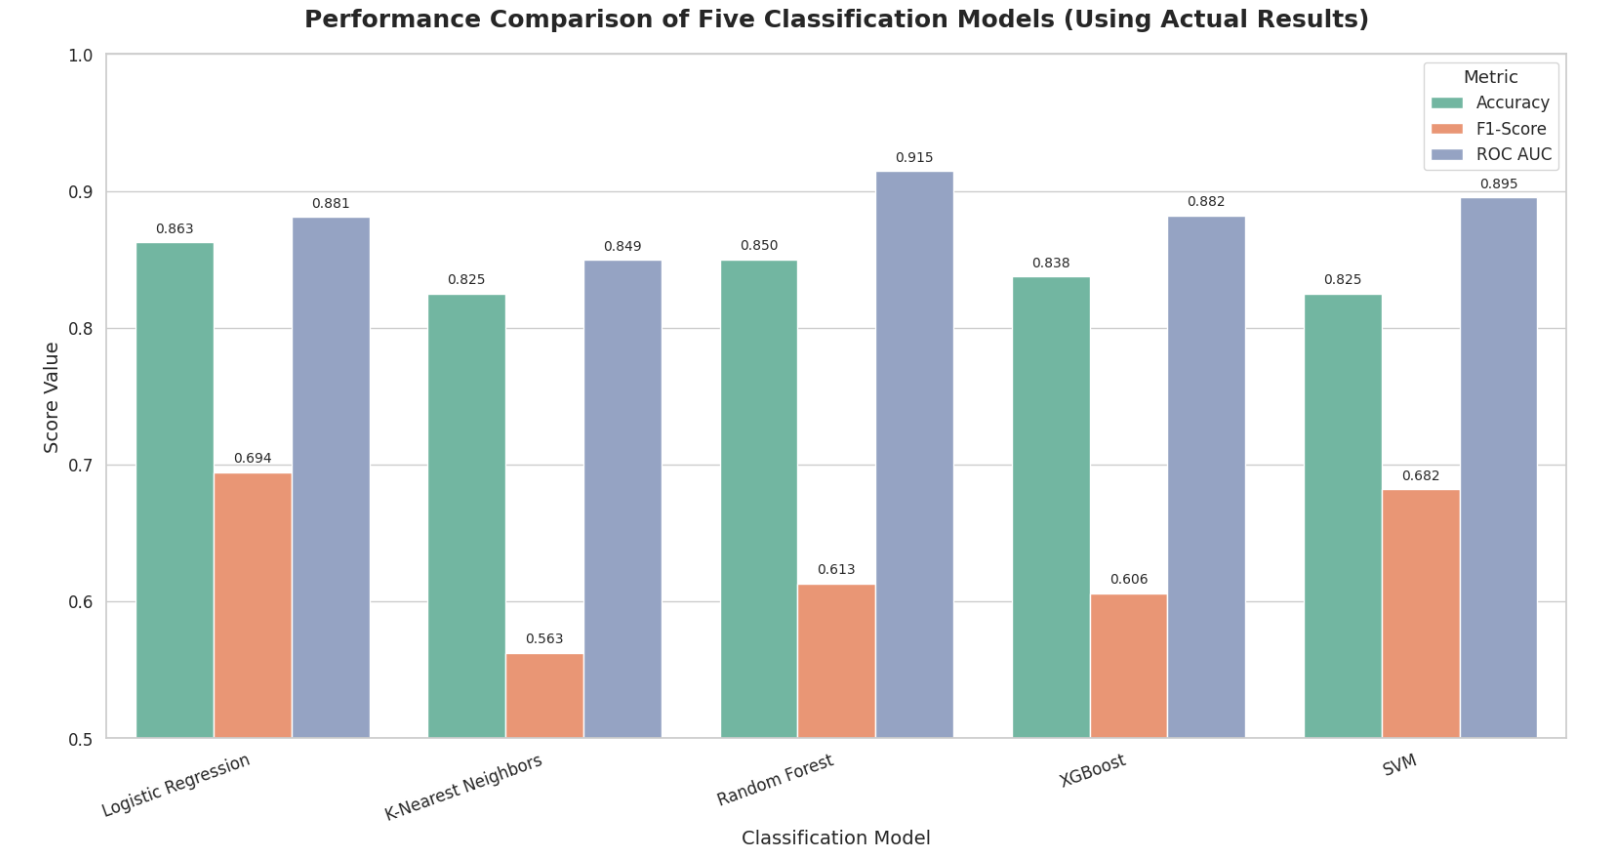 Performance Comparison of Five Classification Models (Using Actual Results)
1.0
0.9
0.8
0.7
0.6
0.5
Score Value
Metric
Accuracy
F1-Score
ROC AUC
0.863
0.694
0.881
0.825
0.563
0.849
0.850
0.613
0.915
0.838
0.606
0.882
0.825
0.682
0.895
Logistic Regression
K-Nearest Neighbors
Random Forest
XGBoost
SVM
Classification Model